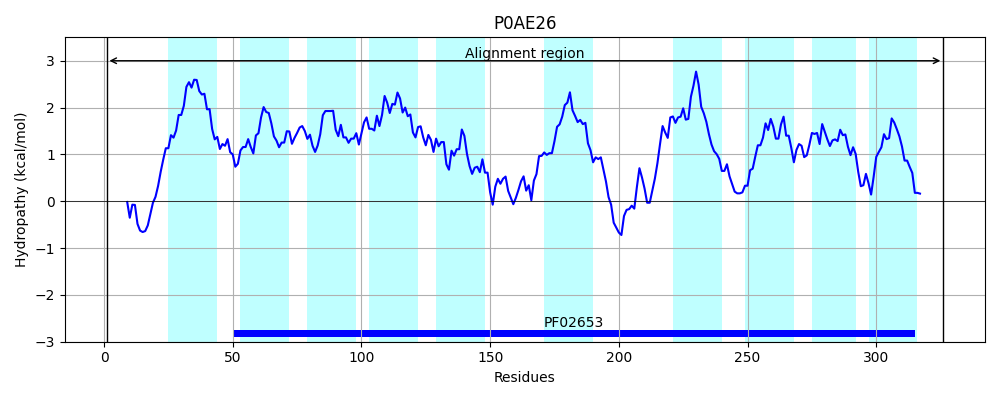 P0AE26
Alignment region
Hydropathy (kcal/mol)
3
2
1
0
−1
−2
−3
PF02653
0 50 100 150 200 250 300
Residues